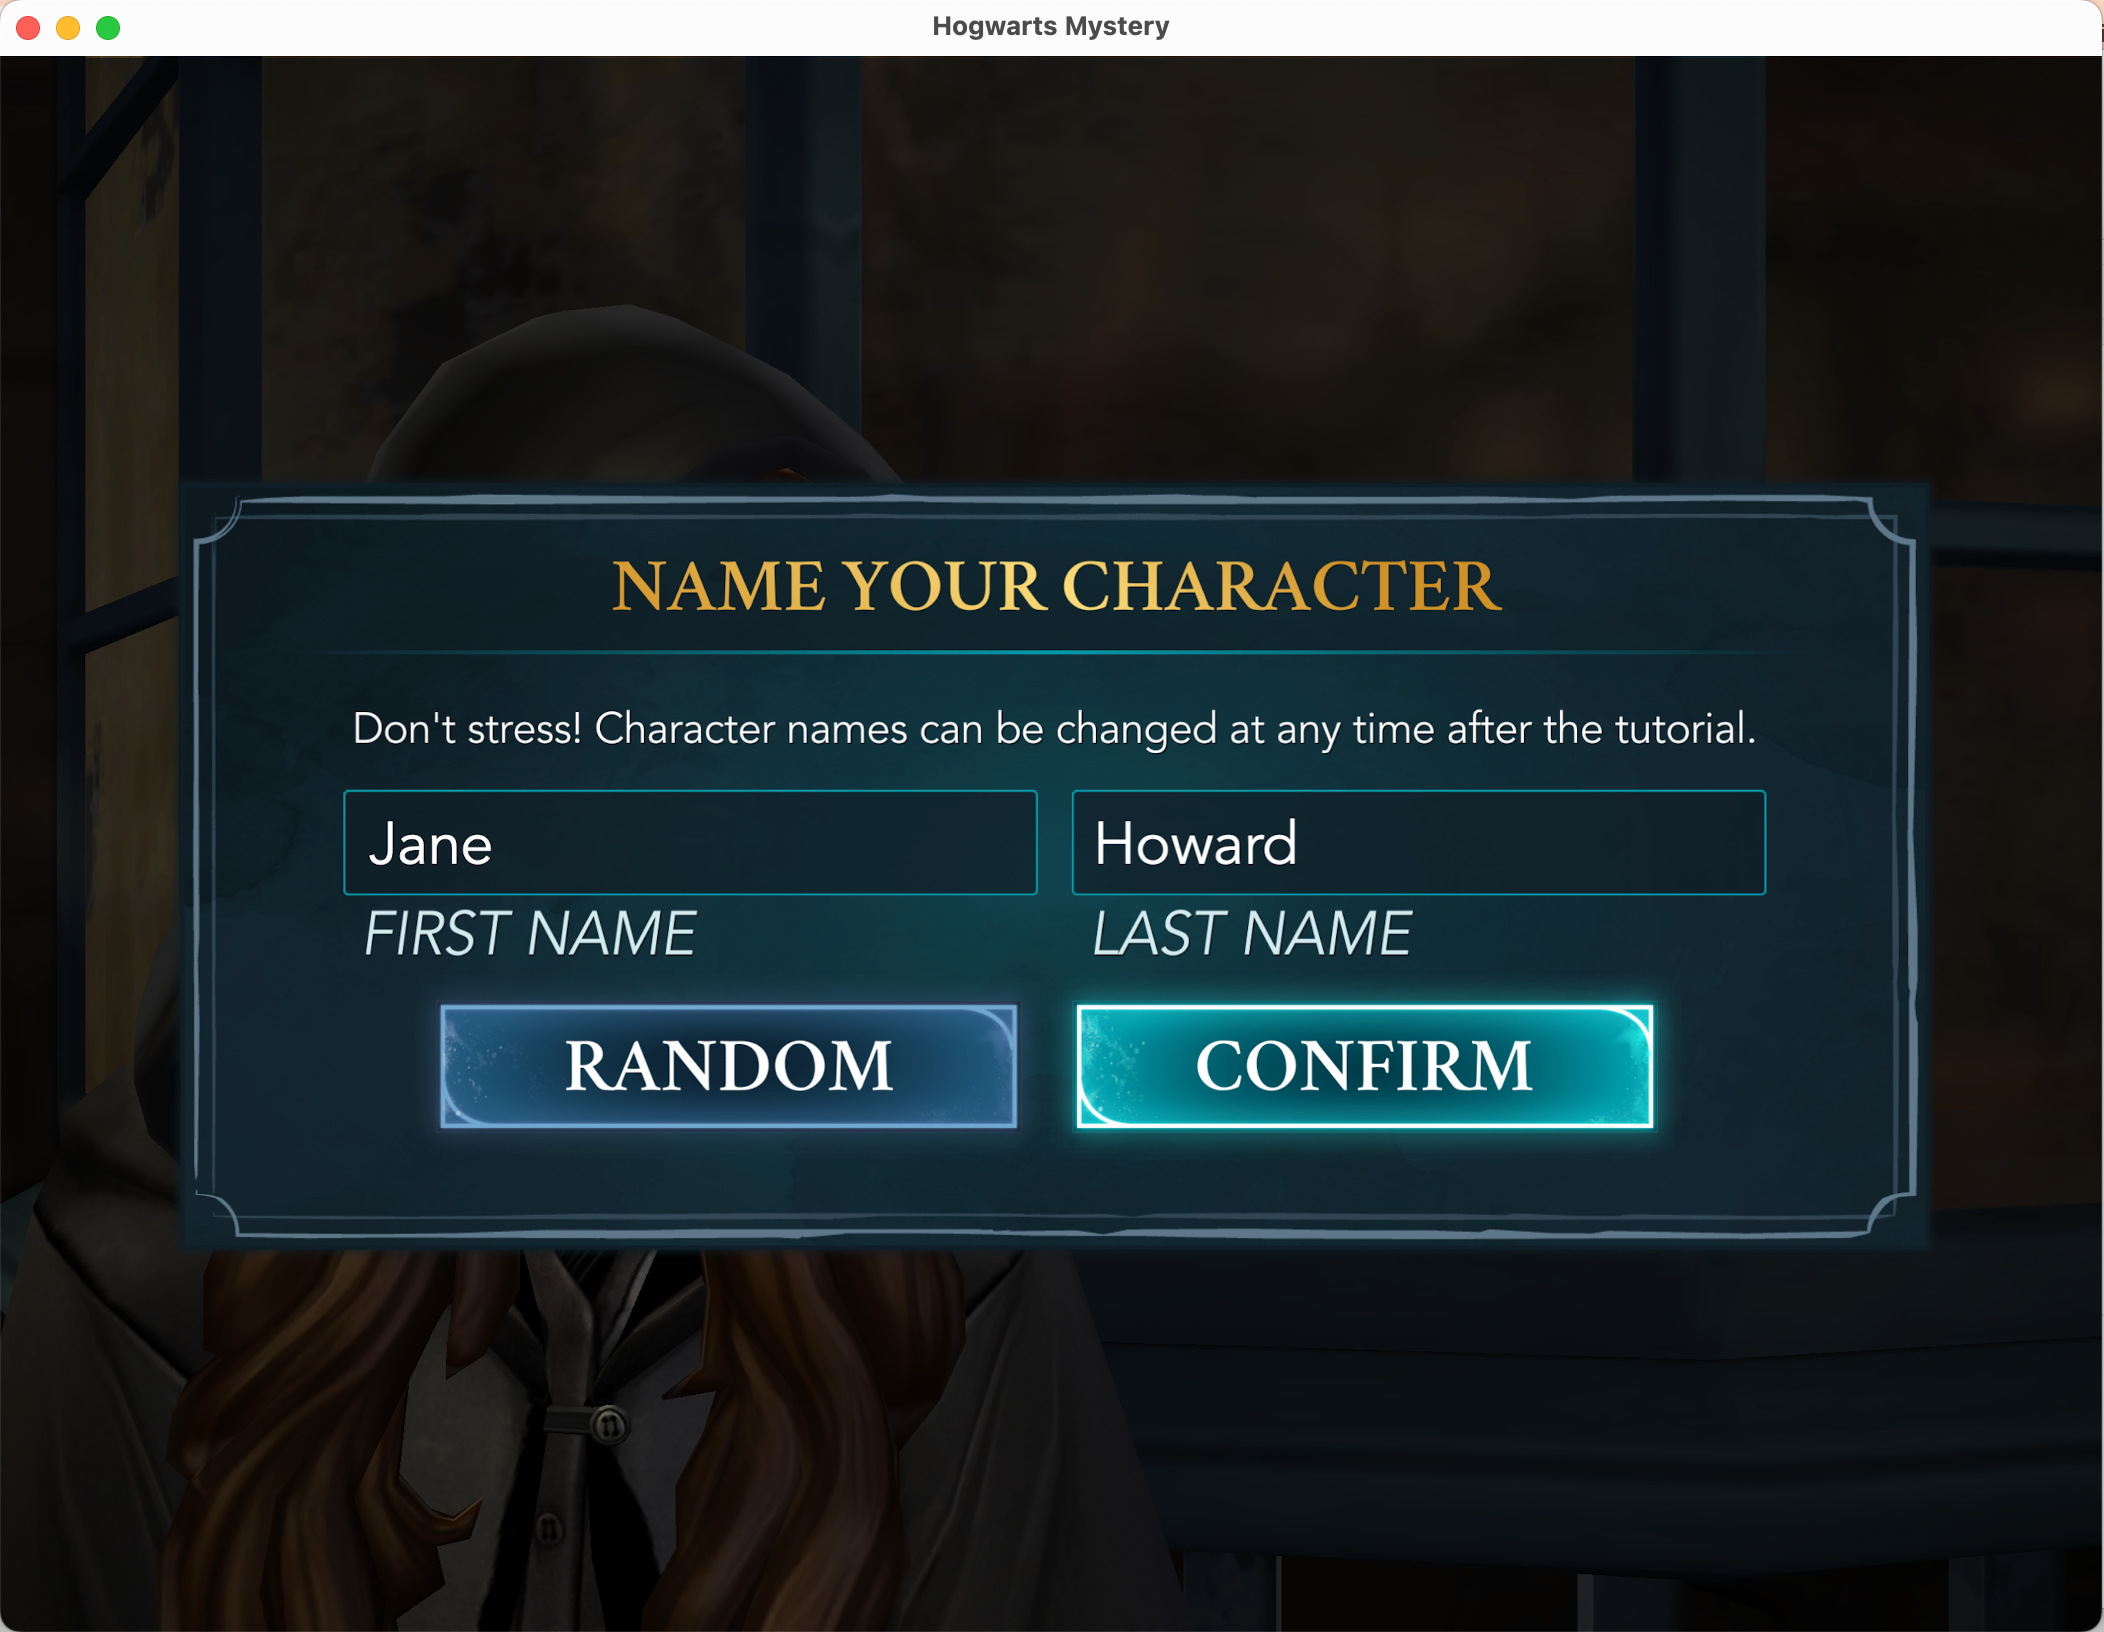 Hogwarts Mystery
NAME YOUR CHARACTER
Don't stress! Character names can be changed at any time after the tutorial.
Jane
Howard
FIRST NAME
LAST NAME
RANDOM
CONFIRM